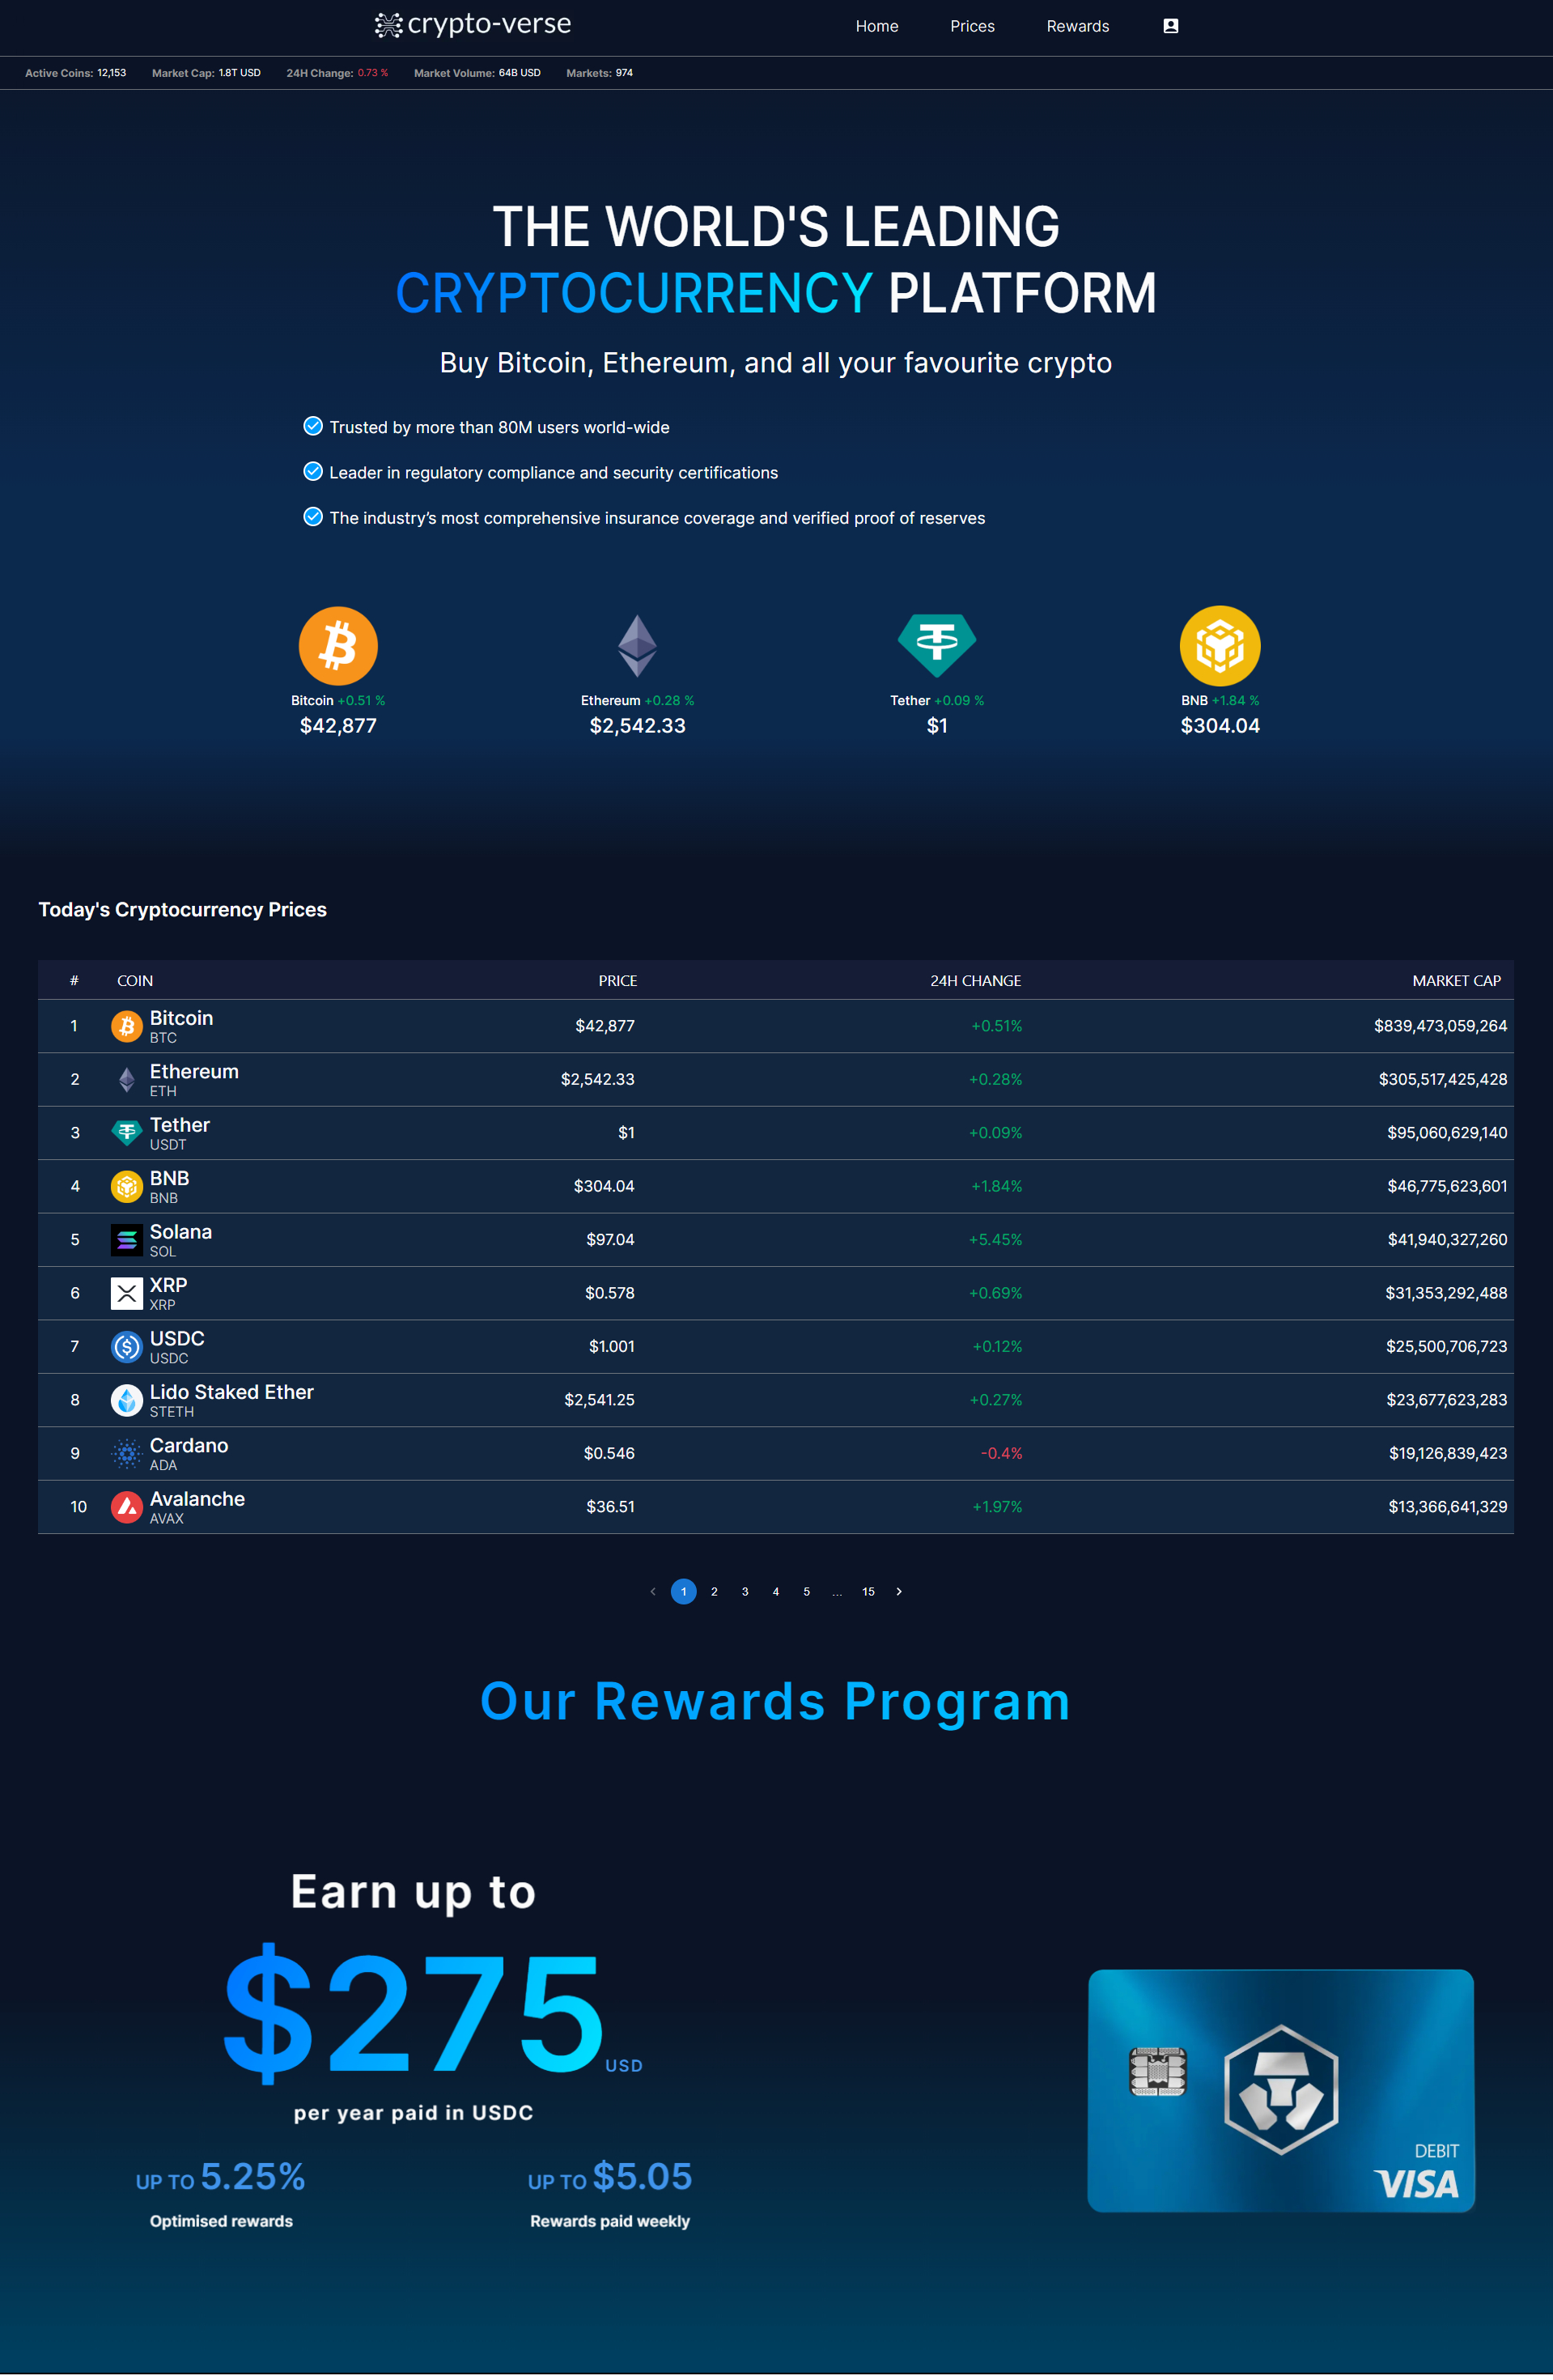 crypto-verse Home Prices Rewards
Active Coins: 12,153 Market Cap: 1.8T USD 24H Change: 0.73 % Market Volume: 64B USD Markets: 974
THE WORLD'S LEADING
CRYPTOCURRENCY PLATFORM
Buy Bitcoin, Ethereum, and all your favourite crypto
Trusted by more than 80M users world-wide
Leader in regulatory compliance and security certifications
The industry’s most comprehensive insurance coverage and verified proof of reserves
Bitcoin +0.51 % Ethereum +0.28 % Tether +0.09 % BNB +1.84 %
$42,877 $2,542.33 $1 $304.04
Today's Cryptocurrency Prices
# COIN PRICE 24H CHANGE MARKET CAP
1 Bitcoin $42,877 +0.51% $839,473,059,264
BTC
2 Ethereum $2,542.33 +0.28% $305,517,425,428
ETH
3 Tether $1 +0.09% $95,060,629,140
USDT
4 BNB $304.04 +1.84% $46,775,623,601
BNB
5 Solana $97.04 +5.45% $41,940,327,260
SOL
6 XRP $0.578 +0.69% $31,353,292,488
XRP
7 USDC $1.001 +0.12% $25,500,706,723
USDC
8 Lido Staked Ether $2,541.25 +0.27% $23,677,623,283
STETH
9 Cardano $0.546 -0.4% $19,126,839,423
ADA
10 Avalanche $36.51 +1.97% $13,366,641,329
AVAX
1 2 3 4 5 ... 15
Our Rewards Program
Earn up to
$275 USD
per year paid in USDC
UP TO 5.25% UP TO $5.05
Optimised rewards Rewards paid weekly
DEBIT
VISA